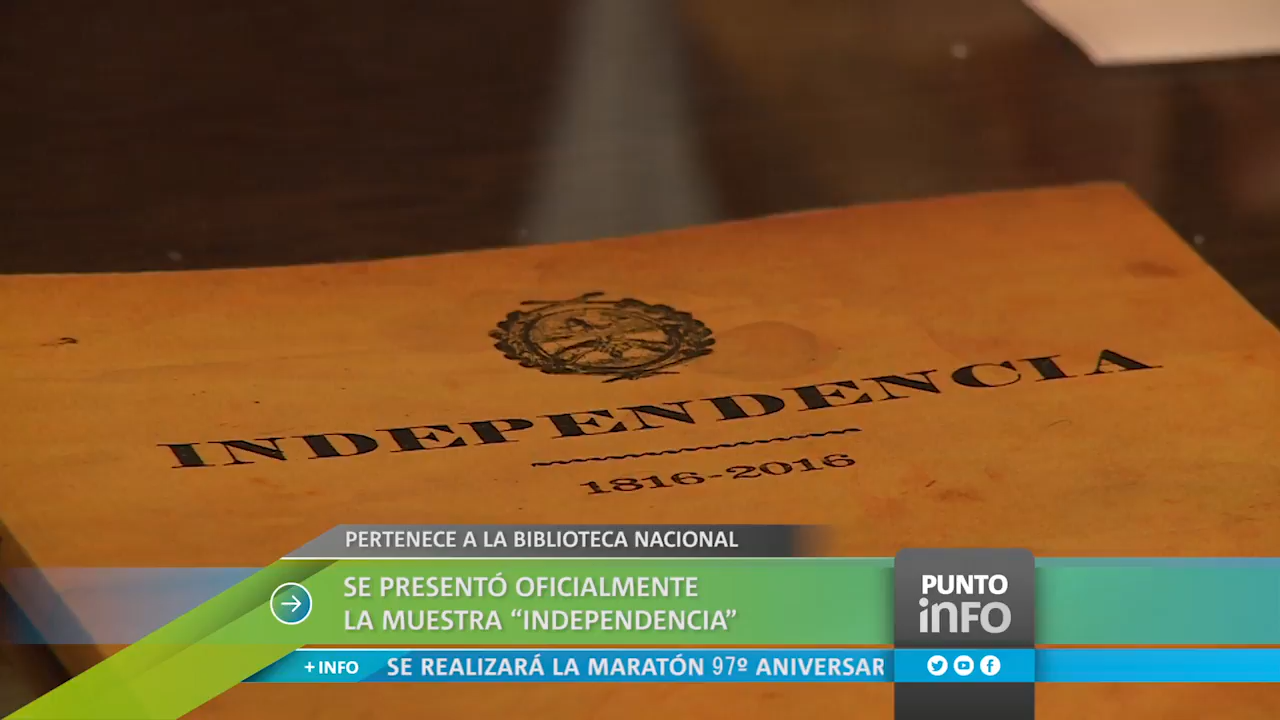 INDEPENDENCIA
1816-2016
PERTENECE A LA BIBLIOTECA NACIONAL
SE PRESENTÓ OFICIALMENTE
LA MUESTRA “INDEPENDENCIA”
PUNTO
infO
+ INFO
SE REALIZARÁ LA MARATÓN 97º ANIVERSAR